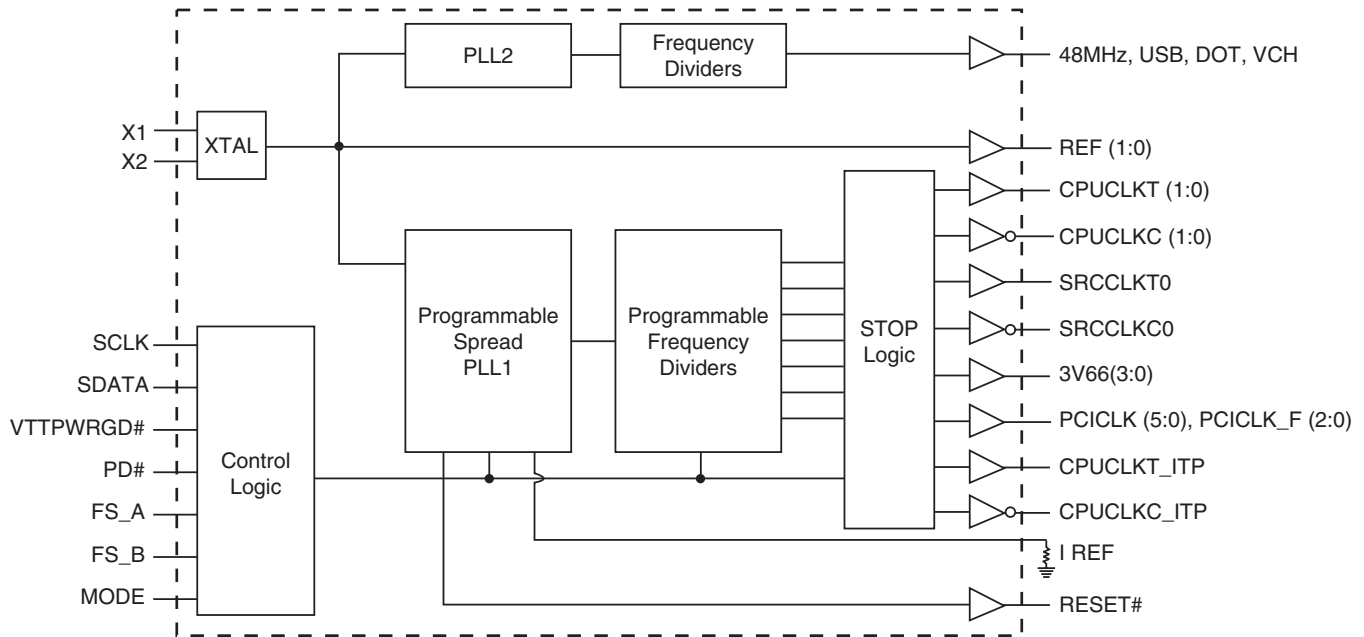 PLL2
Frequency
Dividers
48MHz, USB, DOT, VCH
X1
X2
XTAL
REF (1:0)
CPUCLKT (1:0)
CPUCLKC (1:0)
SRCCLKT0
SRCCLKC0
3V66(3:0)
PCICLK (5:0), PCICLK_F (2:0)
CPUCLKT_ITP
CPUCLKC_ITP
I REF
RESET#
Programmable
Spread
PLL1
Programmable
Frequency
Dividers
STOP
Logic
SCLK
SDATA
VTTPWRGD#
PD#
FS_A
FS_B
MODE
Control
Logic